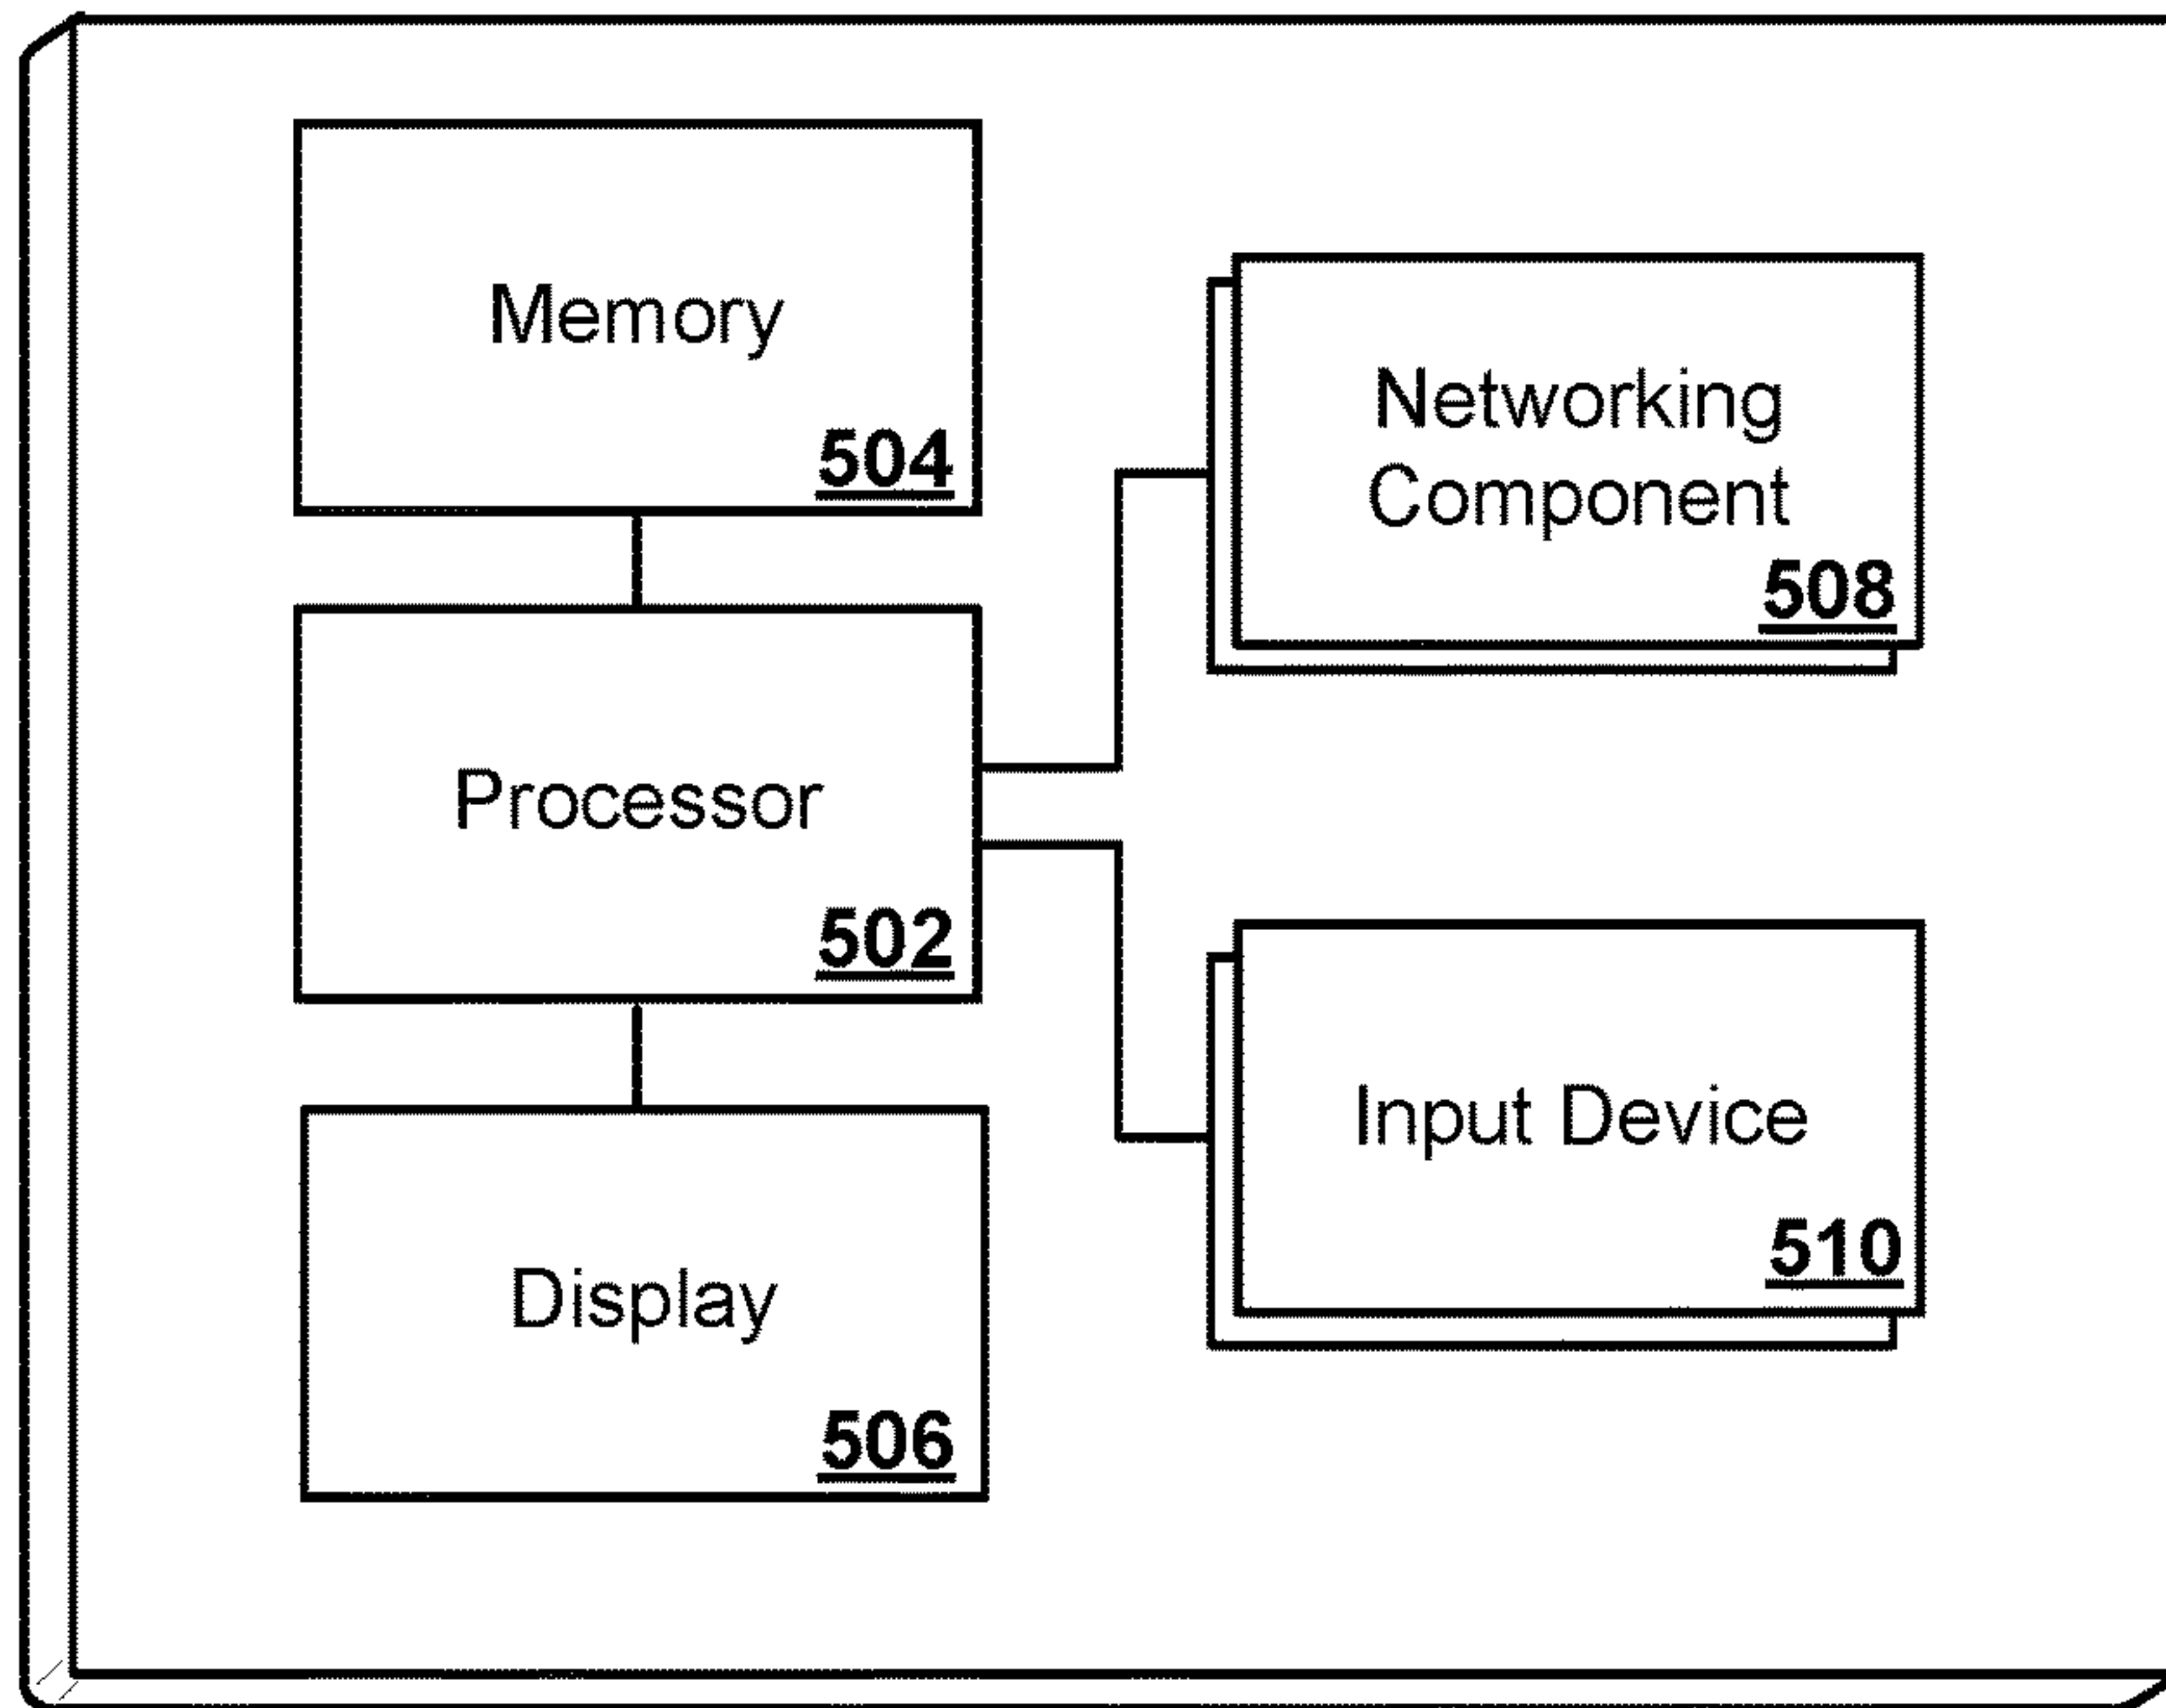 Memory
504
Networking
Component
508
Processor
502
Input Device
510
Display
506